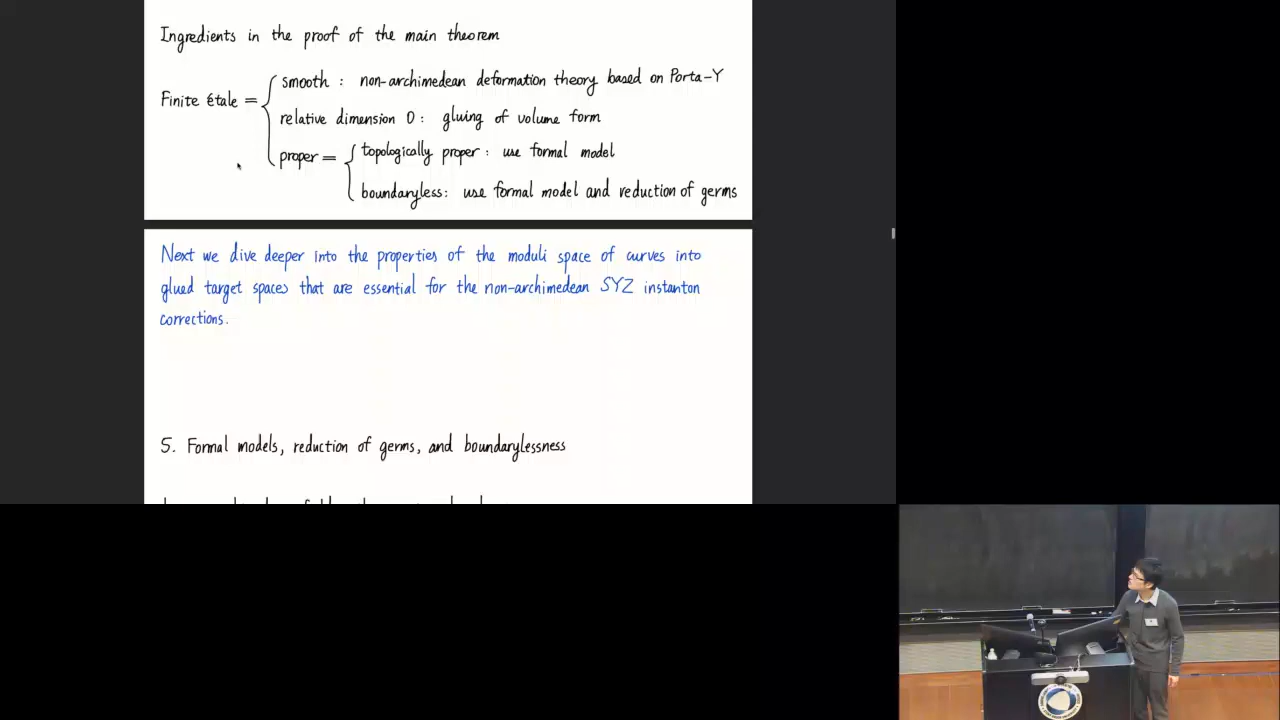 Ingredients in the proof of the main theorem
smooth : non-archimedean deformation theory based on Porta-Y
Finite étale =
relative dimension 0 : gluing of volume form
proper =
topologically proper : use formal model
boundaryless: use formal model and reduction of germs
Next we dive deeper into the properties of the moduli space of curves into
glued target spaces that are essential for the non-archimedean SYZ instanton
corrections.
5. Formal models, reduction of germs, and boundarylessness